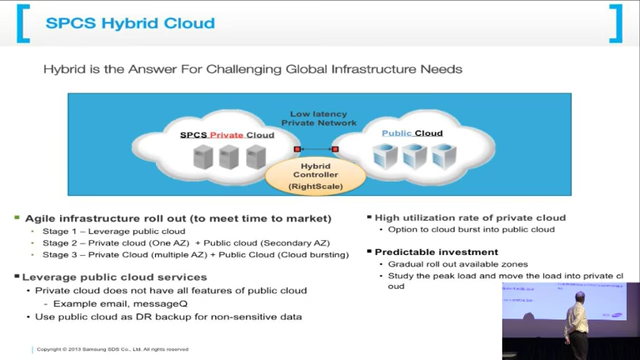 SPCS Hybrid Cloud
Hybrid is the Answer For Challenging Global Infrastructure Needs
Low latency
Private Network
SPCS Private Cloud
Public Cloud
Hybrid
Controller
(RightScale)
Agile infrastructure roll out (to meet time to market)
Stage 1 – Leverage public cloud
Stage 2 – Private cloud (One AZ) + Public cloud (Secondary AZ)
Stage 3 – Private Cloud (multiple AZ) + Public Cloud (Cloud bursting)
Leverage public cloud services
Private cloud does not have all features of public cloud
- Example email, messageQ
Use public cloud as DR backup for non-sensitive data
High utilization rate of private cloud
Option to cloud burst into public cloud
Predictable investment
Gradual roll out available zones
Study the peak load and move the load into private cl
oud
Copyright © 2013 Samsung SDS Co., Ltd. All rights reserved